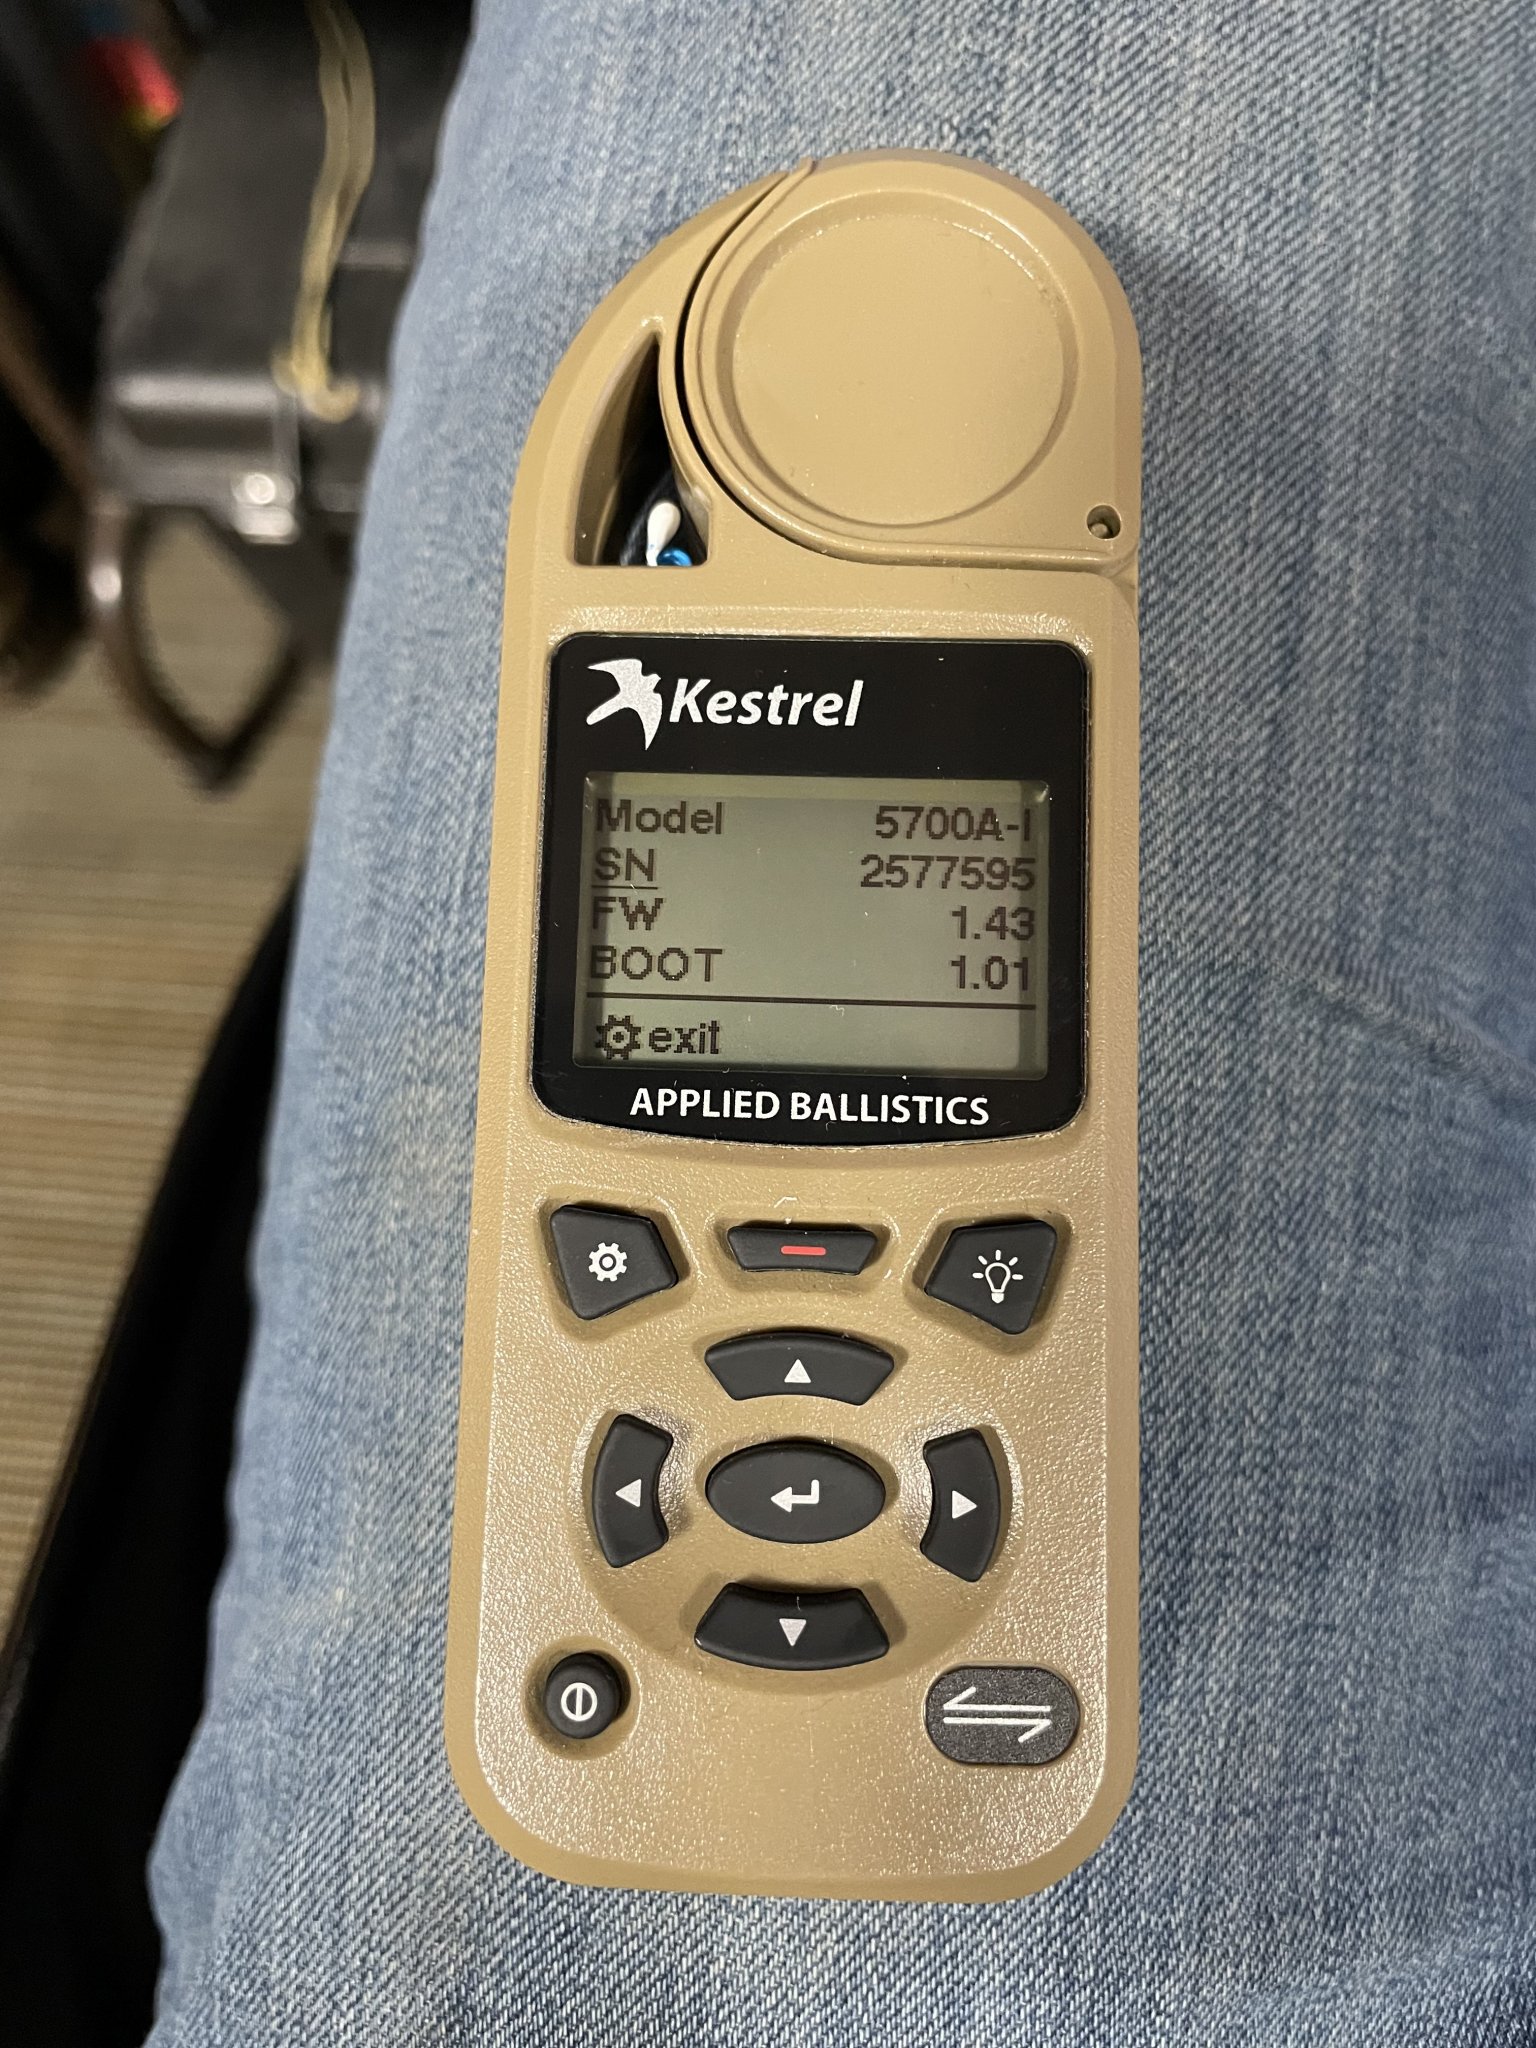 Kestrel
Model 5700A-I
SN 2577595
FW 1.43
BOOT 1.01
exit
APPLIED BALLISTICS